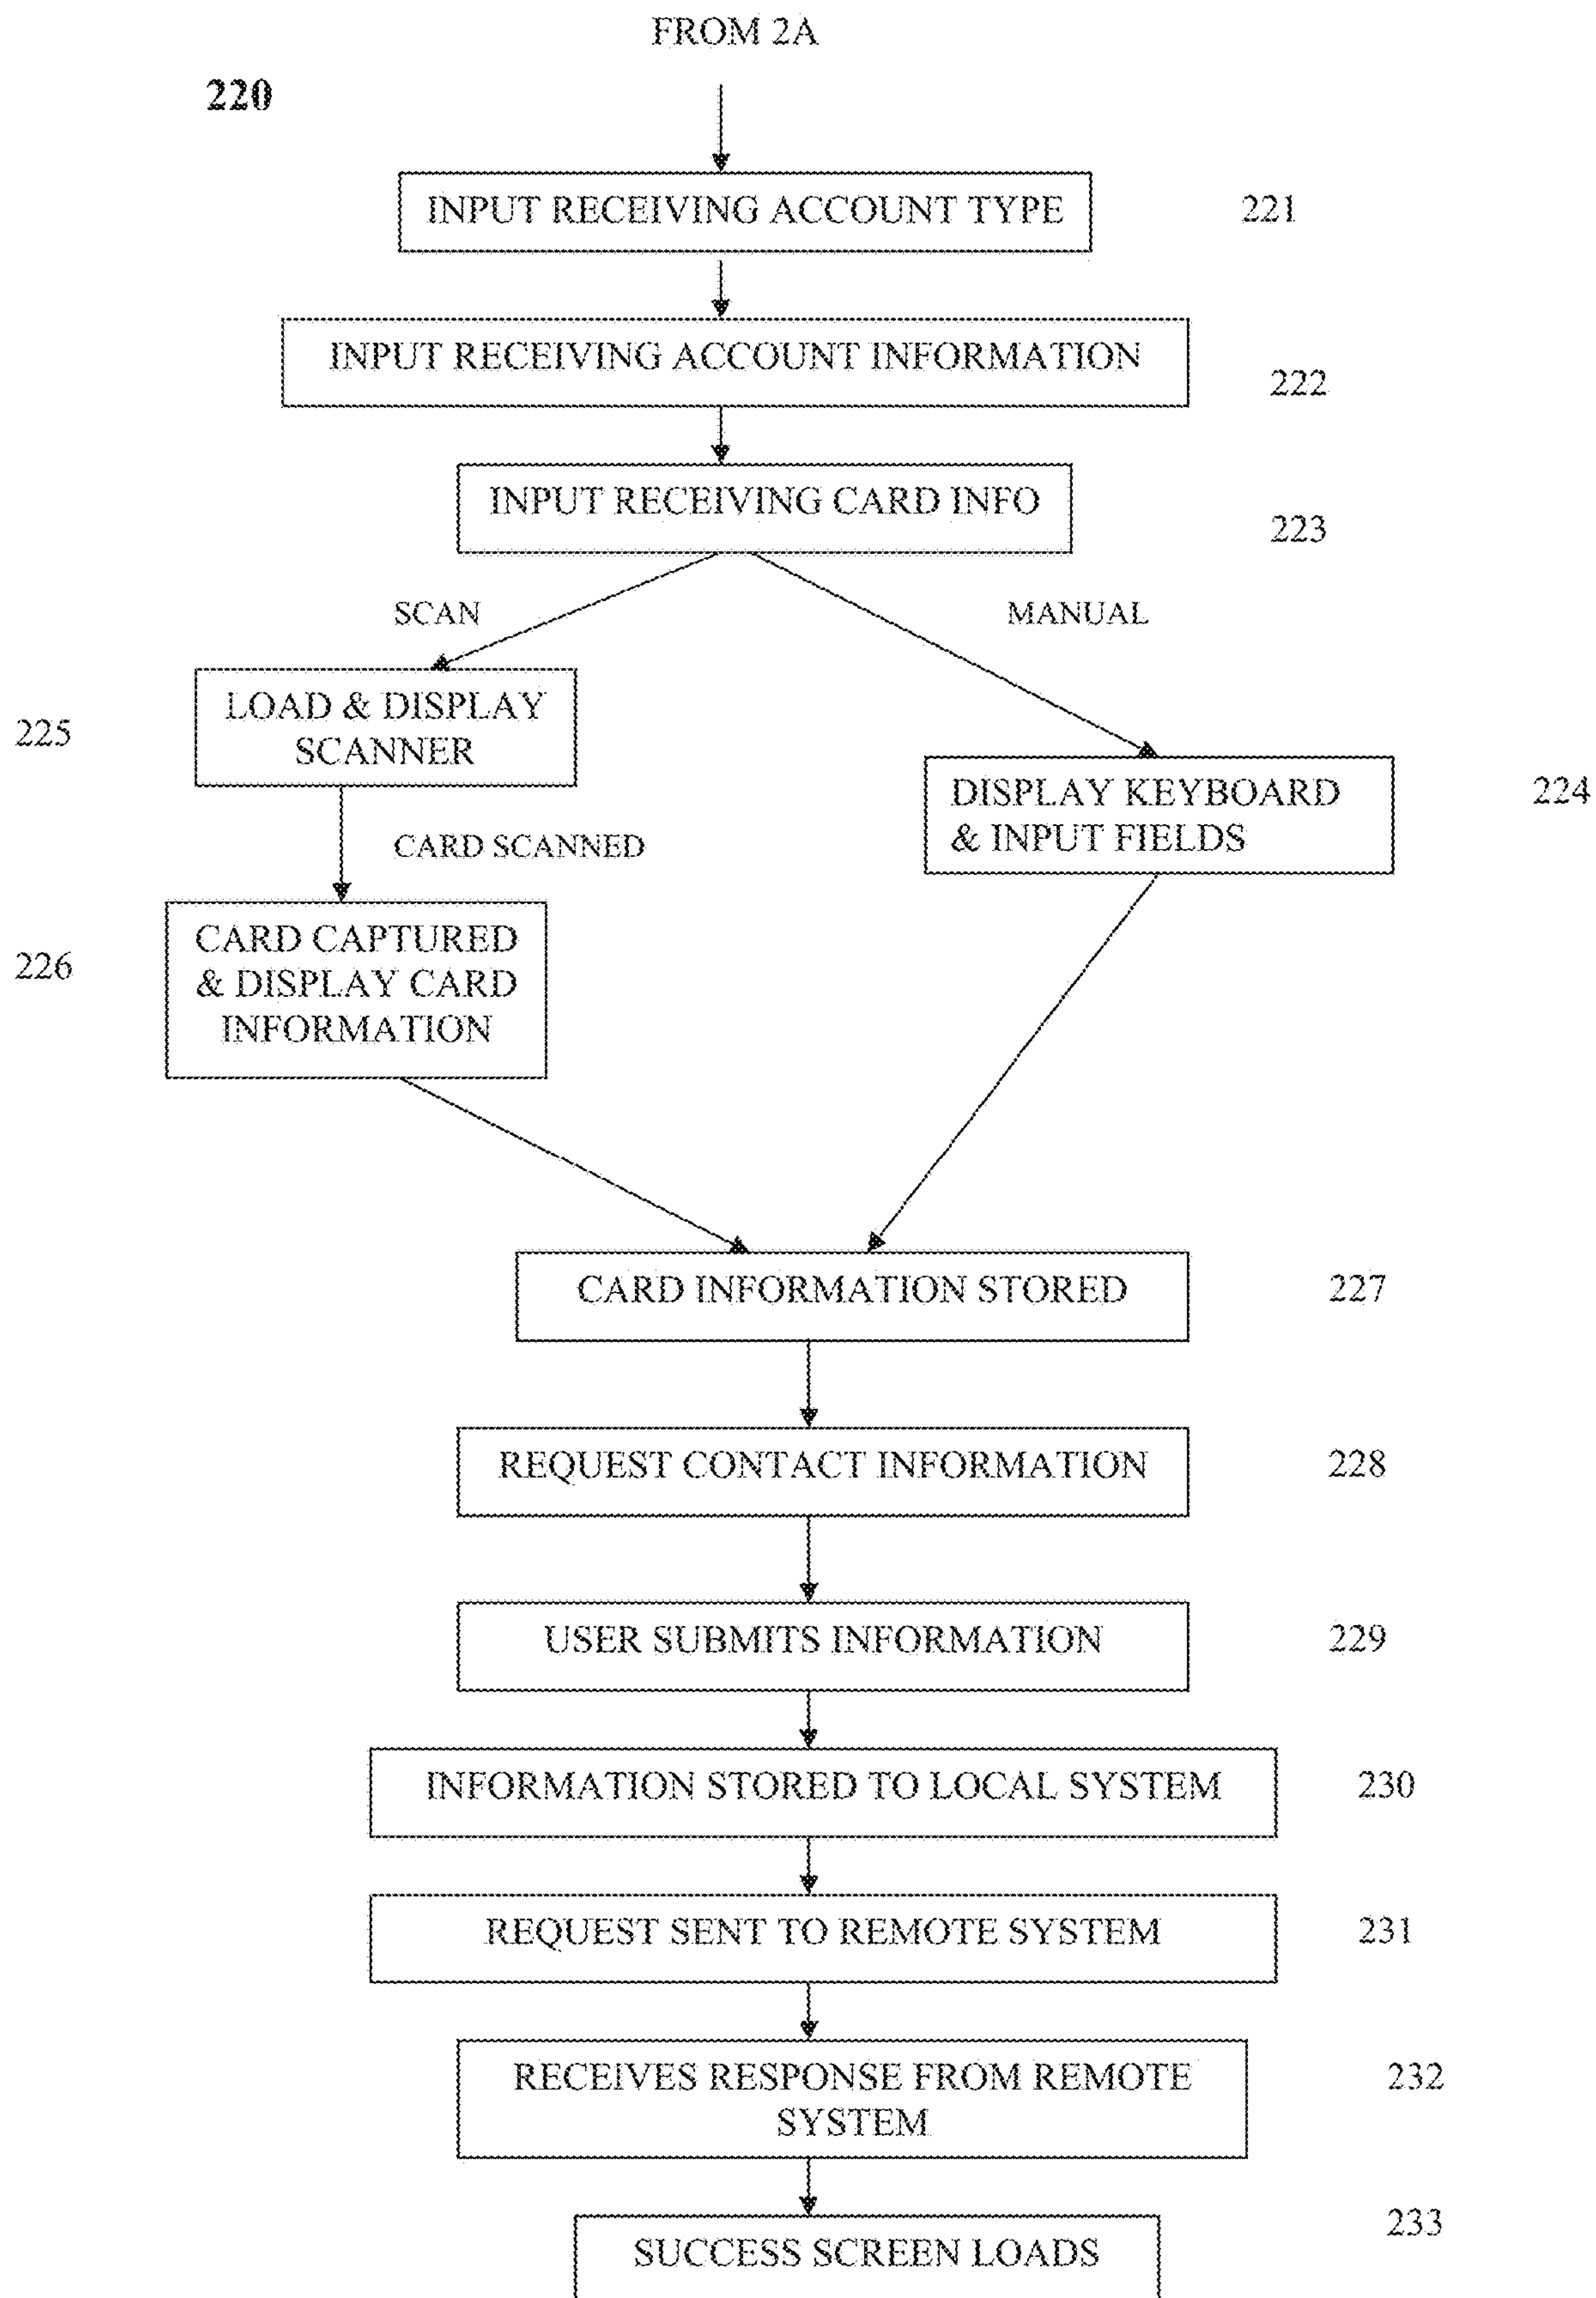 FROM 2A
220
INPUT RECEIVING ACCOUNT TYPE
221
INPUT RECEIVING ACCOUNT INFORMATION
222
INPUT RECEIVING CARD INFO
223
SCAN
MANUAL
LOAD & DISPLAY
SCANNER
225
DISPLAY KEYBOARD
& INPUT FIELDS
224
CARD SCANNED
CARD CAPTURED
& DISPLAY CARD
INFORMATION
226
CARD INFORMATION STORED
227
REQUEST CONTACT INFORMATION
228
USER SUBMITS INFORMATION
229
INFORMATION STORED TO LOCAL SYSTEM
230
REQUEST SENT TO REMOTE SYSTEM
231
RECEIVES RESPONSE FROM REMOTE
SYSTEM
232
SUCCESS SCREEN LOADS
233